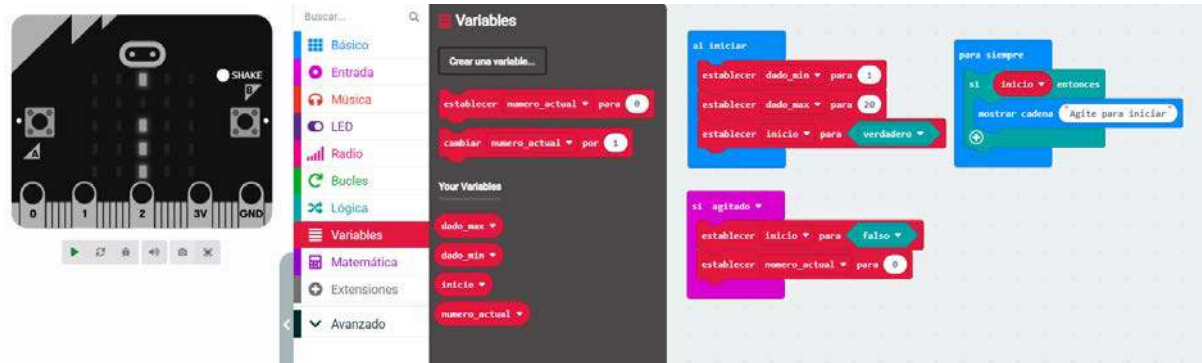 SHAKE
B
A
0 1 2 3V GND
Buscar...
Básico
Entrada
Música
LED
Radio
Bucles
Lógica
Variables
Matemática
Extensiones
Avanzado
Variables
Crear una variable...
establecer numero_actual para 0
cambiar numero_actual por 1
Your Variables
dado_max
dado_min
inicio
numero_actual
al iniciar
establecer dado_min para 1
establecer dado_max para 20
establecer inicio para verdadero
para siempre
si inicio entonces
mostrar cadena "Agite para iniciar"
si agitado
establecer inicio para falso
establecer numero_actual para 0